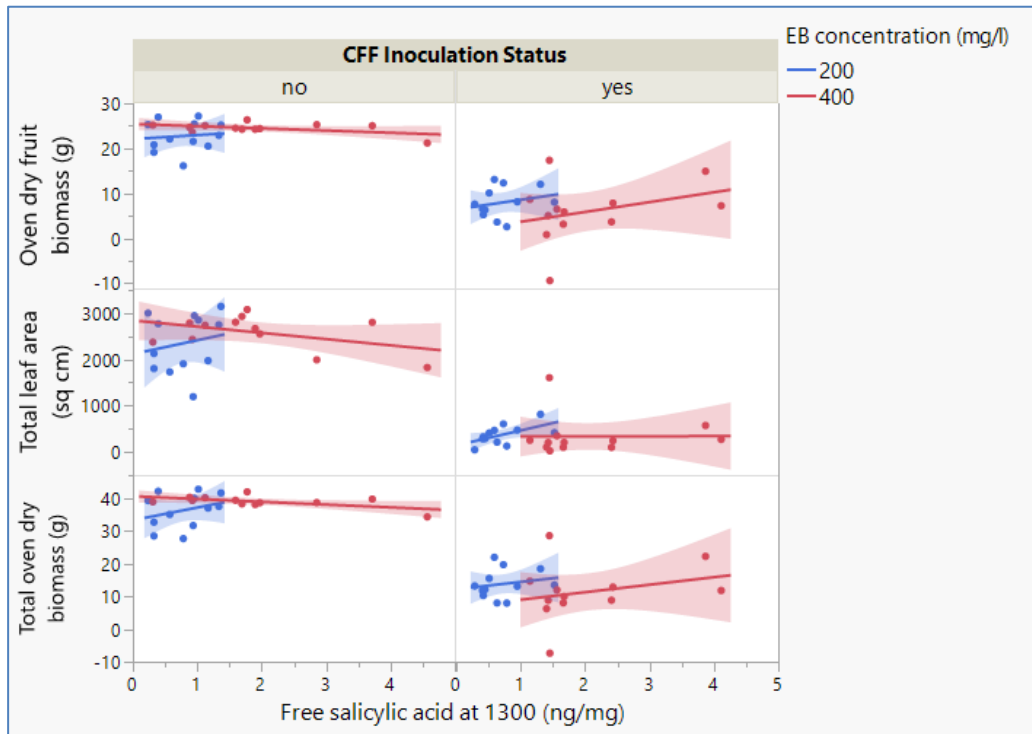 CFF Inoculation Status
no
yes
EB concentration (mg/l)
200
400
Oven dry fruit
biomass (g)
30
20
10
0
-10
Total leaf area
(sq cm)
3000
2000
1000
0
Total oven dry
biomass (g)
40
30
20
10
0
-10
0
1
2
3
4
0
1
2
3
4
5
Free salicylic acid at 1300 (ng/mg)